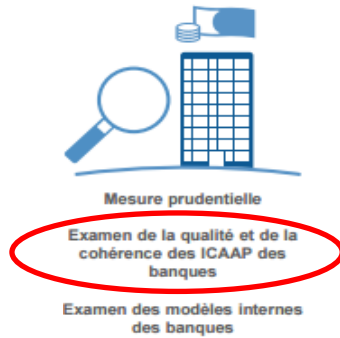 Mesure prudentielle
Examen de la qualité et de la
cohérence des ICAAP des
banques
Examen des modèles internes
des banques